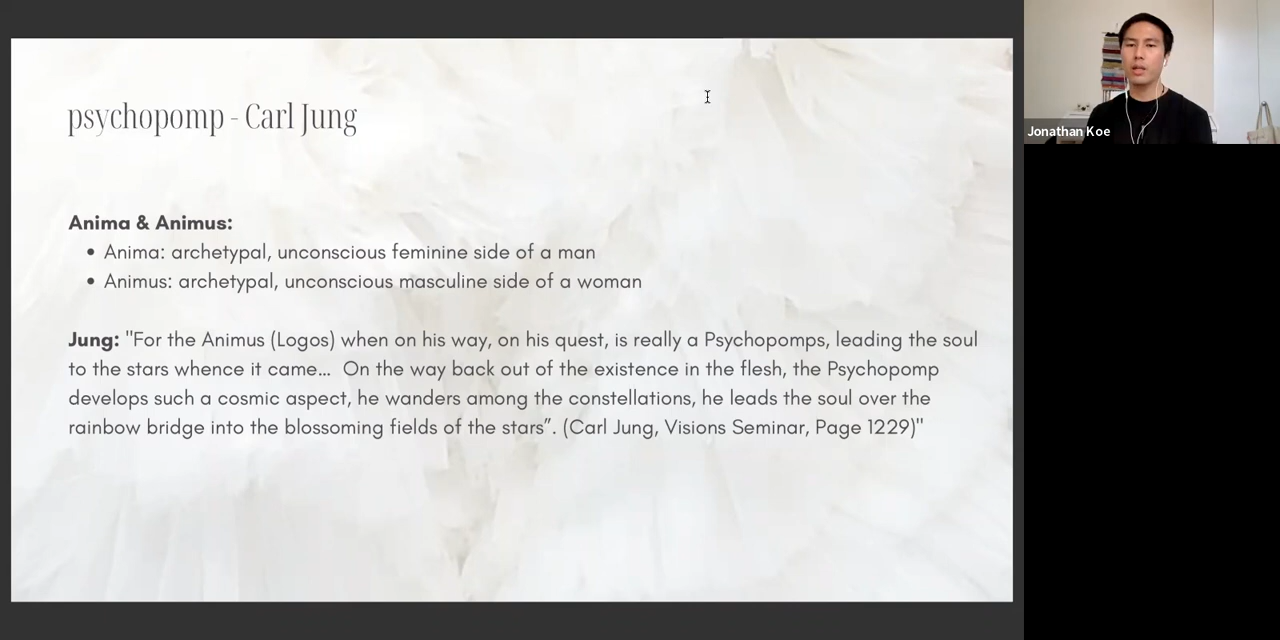 psychopomp - Carl Jung
Anima & Animus:
• Anima: archetypal, unconscious feminine side of a man
• Animus: archetypal, unconscious masculine side of a woman
Jung: "For the Animus (Logos) when on his way, on his quest, is really a Psychopomps, leading the soul
to the stars whence it came... On the way back out of the existence in the flesh, the Psychopomp
develops such a cosmic aspect, he wanders among the constellations, he leads the soul over the
rainbow bridge into the blossoming fields of the stars”. (Carl Jung, Visions Seminar, Page 1229)"
Jonathan Koe